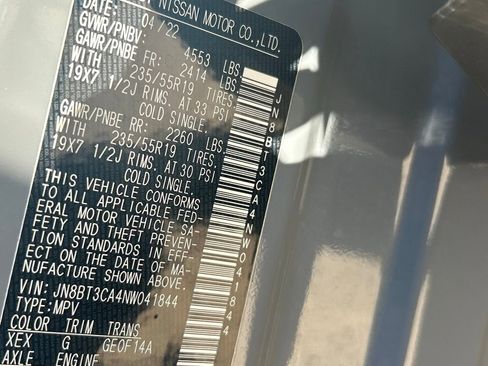 NISSAN MOTOR CO.,LTD.
DATE: 04/22
GVWR/PNBV: 4553 LBS
GAWR/PNBE FR: 2414 LBS
WITH 235/55R19 TIRES,
19X7 1/2J RIMS, AT 33 PSI
COLD SINGLE.
GAWR/PNBE RR: 2260 LBS
WITH 235/55R19 TIRES,
19X7 1/2J RIMS, AT 30 PSI
COLD SINGLE.
THIS VEHICLE CONFORMS
TO ALL APPLICABLE FED-
ERAL MOTOR VEHICLE SA-
FETY AND THEFT PREVEN-
TION STANDARDS IN EFF-
ECT ON THE DATE OF MA-
NUFACTURE SHOWN ABOVE.
VIN: JN8BT3CA4NW041844
TYPE: MPV
COLOR TRIM TRANS
XEX G GE0F14A
AXLE ENGINE
JN8BT3CA4NW041844